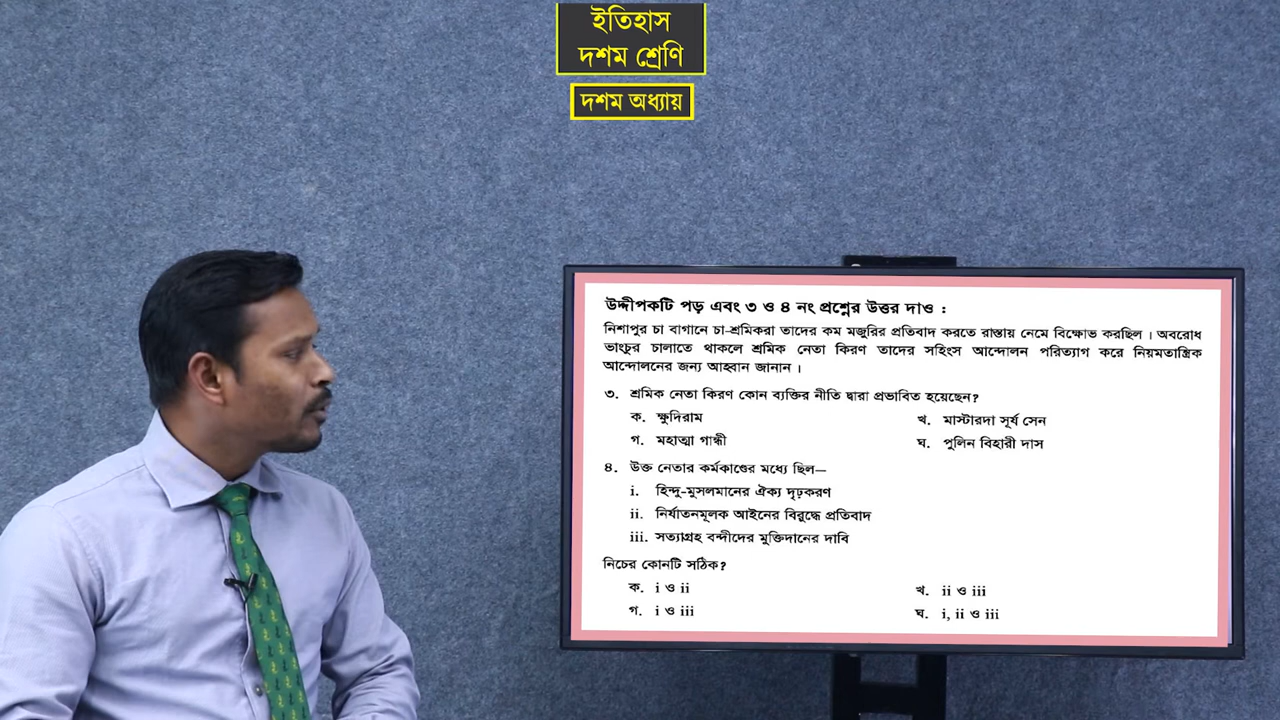 ইতিহাস
দশম শ্রেণি
দশম অধ্যায়
উদ্দীপকটি পড় এবং ৩ ও ৪ নং প্রশ্নের উত্তর দাও :
নিশাপুর চা বাগানে চা-শ্রমিকরা তাদের কম মজুরির প্রতিবাদ করতে রাস্তায় নেমে বিক্ষোভ করছিল । অবরোধ
ভাংচুর চালাতে থাকলে শ্রমিক নেতা কিরণ তাদের সহিংস আন্দোলন পরিত্যাগ করে নিয়মতান্ত্রিক
আন্দোলনের জন্য আহ্বান জানান ।
৩. শ্রমিক নেতা কিরণ কোন ব্যক্তির নীতি দ্বারা প্রভাবিত হয়েছেন?
ক. ক্ষুদিরাম খ. মাস্টারদা সূর্য সেন
গ. মহাত্মা গান্ধী ঘ. পুলিন বিহারী দাস
৪. উক্ত নেতার কর্মকাণ্ডের মধ্যে ছিল—
i. হিন্দু-মুসলমানের ঐক্য দৃঢ়করণ
ii. নির্যাতনমূলক আইনের বিরুদ্ধে প্রতিবাদ
iii. সত্যাগ্রহ বন্দীদের মুক্তিদানের দাবি
নিচের কোনটি সঠিক?
ক. i ও ii খ. ii ও iii
গ. i ও iii ঘ. i, ii ও iii